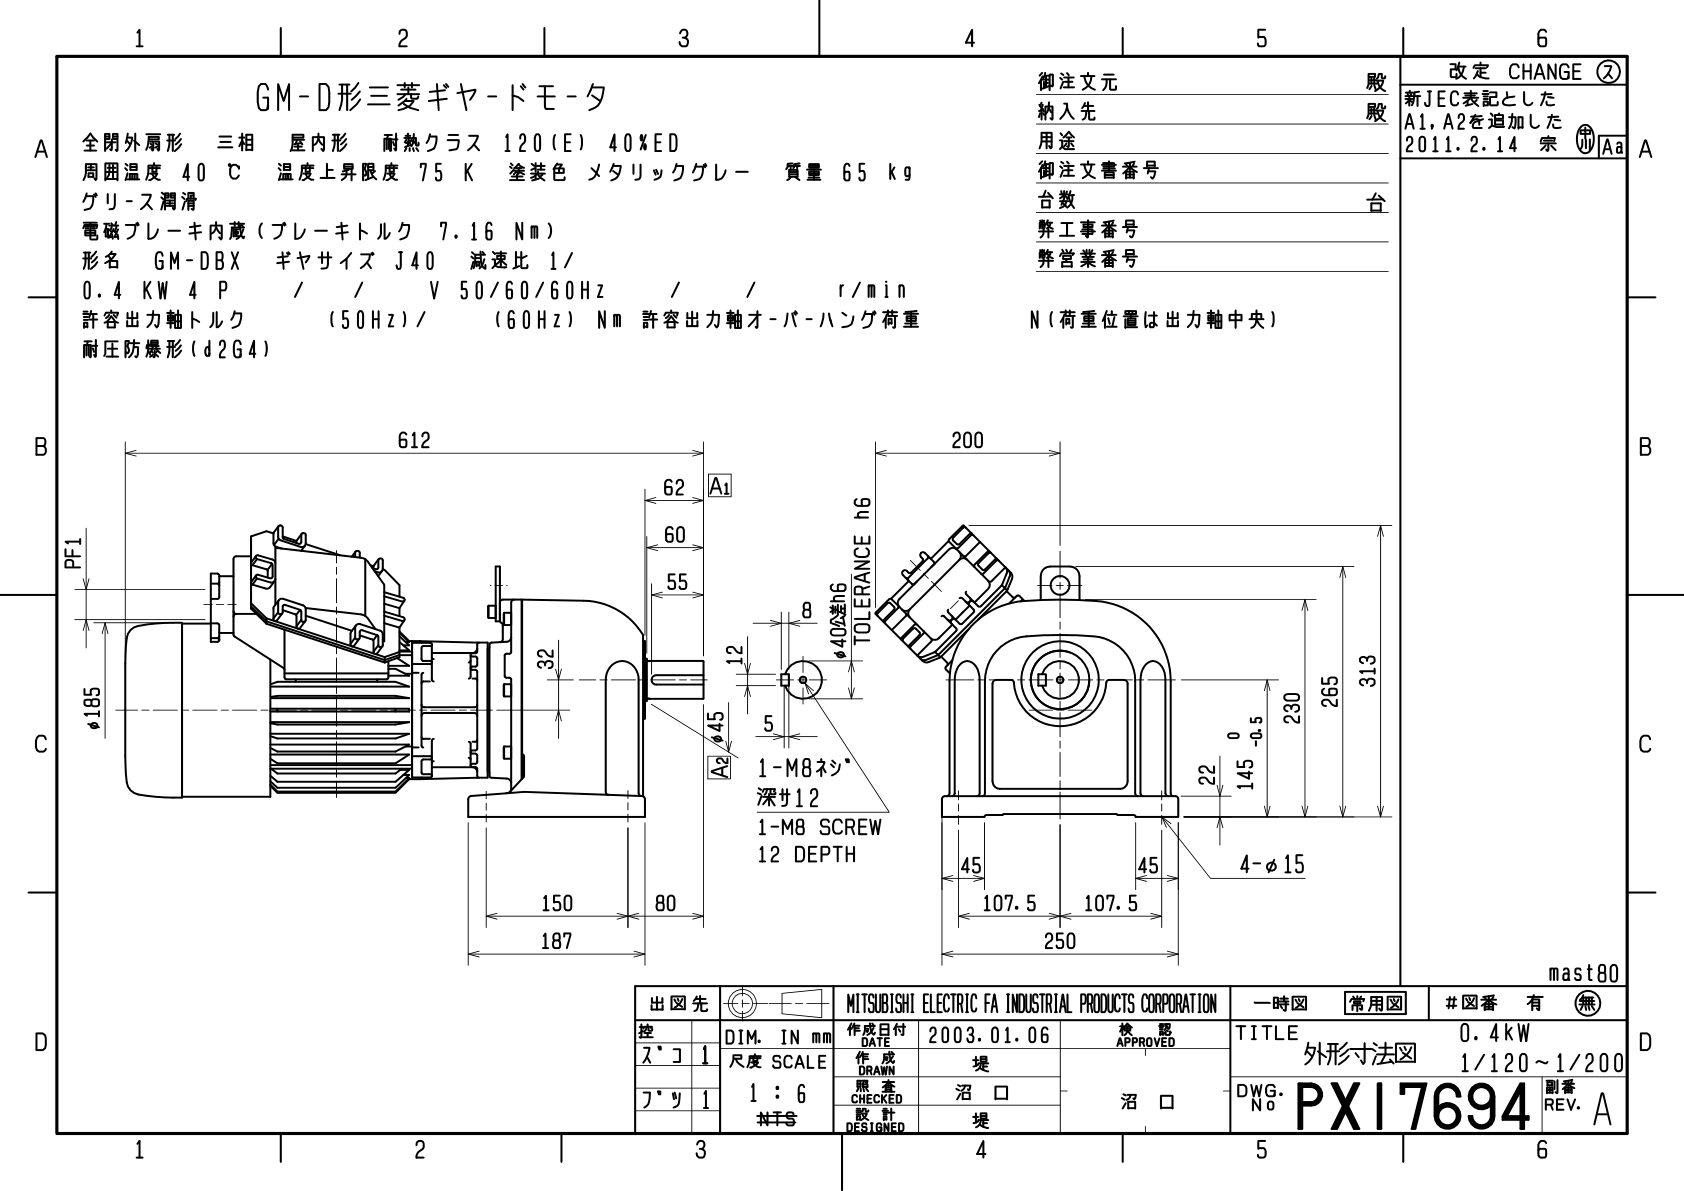 1 2 3 4 5 6
A
A
B
B
C
C
D
D
GM-D形三菱ギヤードモータ
全閉外扇形 三相 屋内形 耐熱クラス 120(E) 40%ED
周囲温度 40 ℃ 温度上昇限度 75 K 塗装色 メタリックグレー 質量 65 kg
グリース潤滑
電磁ブレーキ内蔵(ブレーキトルク 7.16 Nm)
形名 GM-DBX ギヤサイズ J40 減速比 1/
0.4 KW 4 P / / V 50/60/60Hz / / r/min
許容出力軸トルク (50Hz)/ (60Hz) Nm 許容出力軸オーバーハング荷重 N(荷重位置は出力軸中央)
耐圧防爆形(d2G4)
御注文元 殿
納入先 殿
用途
御注文書番号
台数 台
弊工事番号
弊営業番号
改定 CHANGE ス
新JEC表記とした
A1,A2を追加した
2011.2.14 宗 Aa
612
62 A1
60
55
PF1
φ185
32
φ45
A2
150
80
187
8
12
5
φ40公差h6
TOLERANCE h6
1-M8ネジ
深サ12
1-M8 SCREW
12 DEPTH
200
313
265
230
145 0 -0.5
22
45
45
4-φ15
107.5
107.5
250
mast80
出図先
控
ズコ 1
ブツ 1
DIM. IN mm
尺度 SCALE
1 : 6
NTS
MITSUBISHI ELECTRIC FA INDUSTRIAL PRODUCTS CORPORATION
作成日付 DATE 2003.01.06
作成 DRAWN 堤
照査 CHECKED 沼口
設計 DESIGNED 堤
検認 APPROVED
沼口
一時図 常用図 #図番 有 無
TITLE 0.4kW
外形寸法図 1/120~1/200
DWG. No PX17694
副番 REV. A
1 2 3 4 5 6